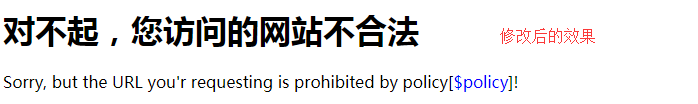 对不起，您访问的网站不合法
修改后的效果
Sorry, but the URL you'r requesting is prohibited by policy[$policy]!